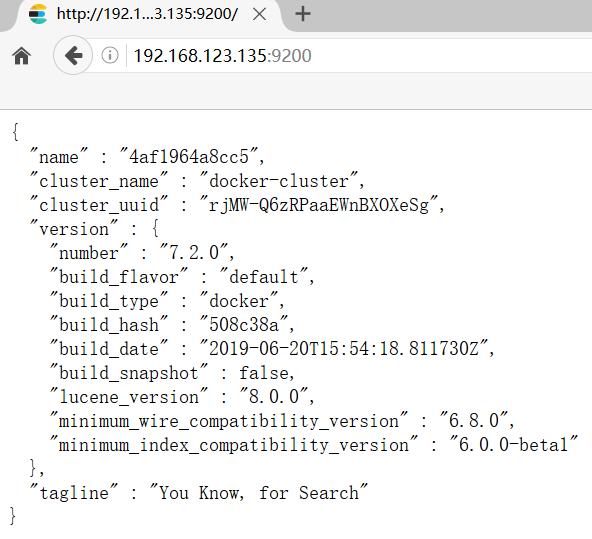 http://192.1...3.135:9200/
192.168.123.135:9200
{
"name" : "4af1964a8cc5",
"cluster_name" : "docker-cluster",
"cluster_uuid" : "rjMW-Q6zRPaaEWnBXOXeSg",
"version" : {
"number" : "7.2.0",
"build_flavor" : "default",
"build_type" : "docker",
"build_hash" : "508c38a",
"build_date" : "2019-06-20T15:54:18.811730Z",
"build_snapshot" : false,
"lucene_version" : "8.0.0",
"minimum_wire_compatibility_version" : "6.8.0",
"minimum_index_compatibility_version" : "6.0.0-beta1"
},
"tagline" : "You Know, for Search"
}